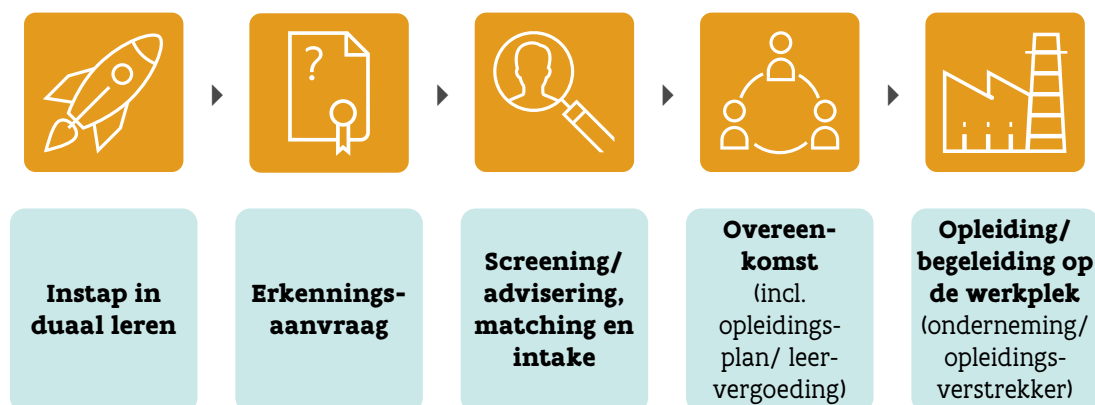 ?
Instap in
duaal leren
Erkennings-
aanvraag
Screening/
advisering,
matching en
intake
Overeen-
komst
(incl.
opleidings-
plan/ leer-
vergoeding)
Opleiding/
begeleiding op
de werkplek
(onderneming/
opleidings-
verstrekker)